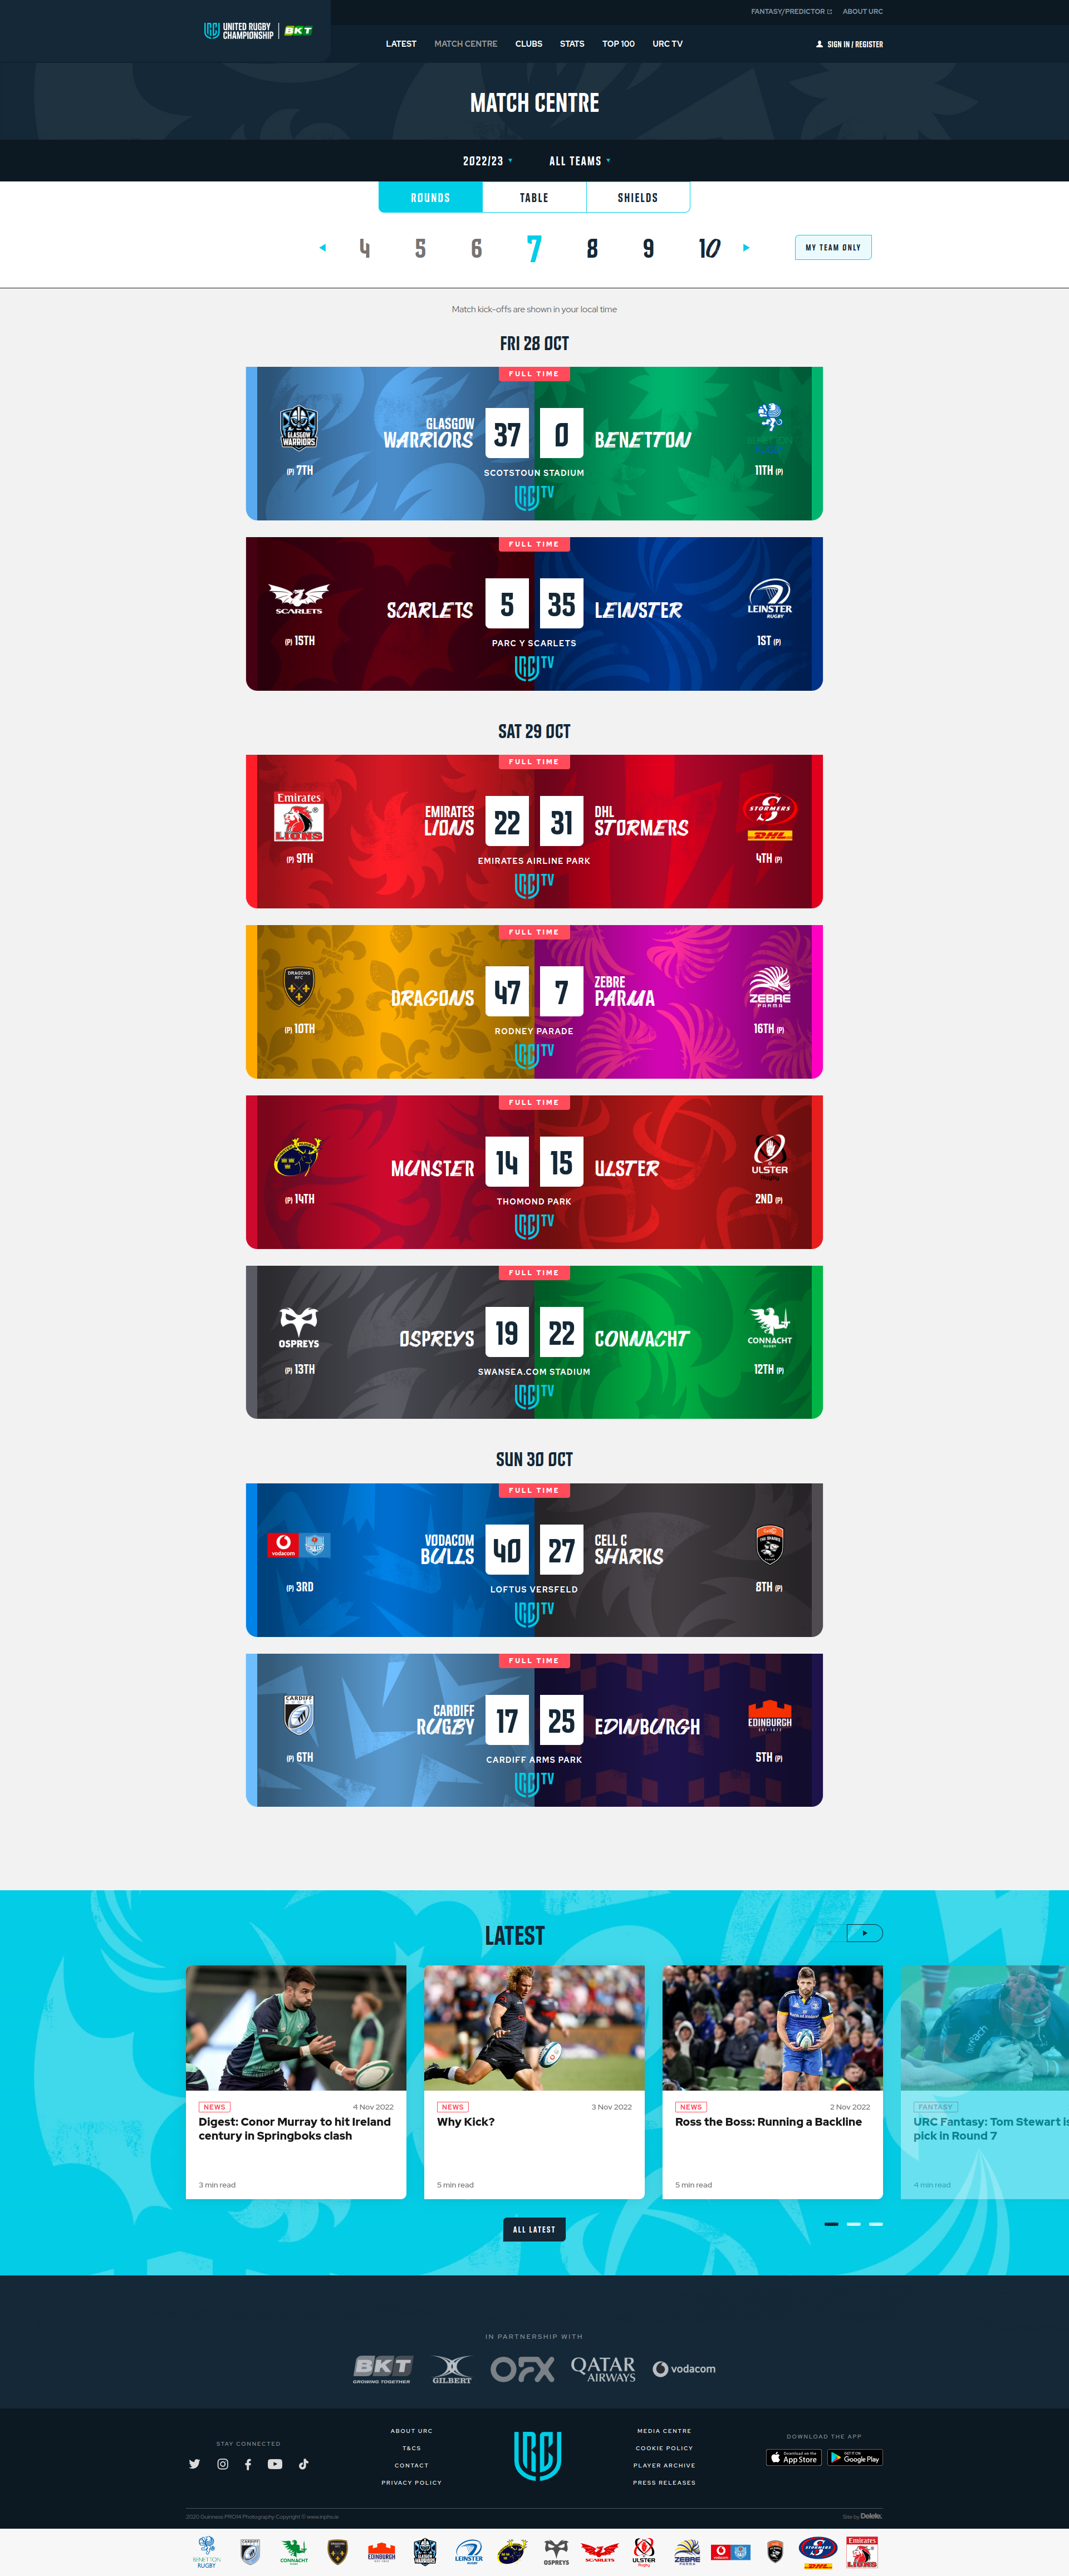 FANTASY/PREDICTOR ABOUT URC
UNITED RUGBY CHAMPIONSHIP BKT
LATEST MATCH CENTRE CLUBS STATS TOP 100 URC TV
SIGN IN / REGISTER
MATCH CENTRE
2022/23 ALL TEAMS
ROUNDS TABLE SHIELDS
4 5 6 7 8 9 10
MY TEAM ONLY
Match kick-offs are shown in your local time
FRI 28 OCT
FULL TIME
GLASGOW WARRIORS 37 0 BENETTON
GLASGOW WARRIORS
BENETTON RUGBY
(P) 7TH
11TH (P)
SCOTSTOUN STADIUM
URC TV
FULL TIME
SCARLETS 5 35 LEINSTER
SCARLETS
LEINSTER RUGBY
(P) 15TH
1ST (P)
PARC Y SCARLETS
URC TV
SAT 29 OCT
FULL TIME
Emirates LIONS
EMIRATES LIONS 22 31 DHL STORMERS
STORMERS DHL
(P) 9TH
4TH (P)
EMIRATES AIRLINE PARK
URC TV
FULL TIME
DRAGONS RFC
DRAGONS 47 7 ZEBRE PARMA
ZEBRE PARMA
(P) 10TH
16TH (P)
RODNEY PARADE
URC TV
FULL TIME
MUNSTER 14 15 ULSTER
ULSTER Rugby
(P) 14TH
2ND (P)
THOMOND PARK
URC TV
FULL TIME
OSPREYS
OSPREYS 19 22 CONNACHT
CONNACHT RUGBY
(P) 13TH
12TH (P)
SWANSEA.COM STADIUM
URC TV
SUN 30 OCT
FULL TIME
vodacom BULLS
VODACOM BULLS 40 27 CELL C SHARKS
(P) 3RD
8TH (P)
LOFTUS VERSFELD
URC TV
FULL TIME
CARDIFF RUGBY
CARDIFF RUGBY 17 25 EDINBURGH
EDINBURGH
(P) 6TH
5TH (P)
CARDIFF ARMS PARK
URC TV
LATEST
NEWS 4 Nov 2022
Digest: Conor Murray to hit Ireland
century in Springboks clash
3 min read
NEWS 3 Nov 2022
Why Kick?
5 min read
NEWS 2 Nov 2022
Ross the Boss: Running a Backline
5 min read
FANTASY
URC Fantasy: Tom Stewart is
pick in Round 7
4 min read
ALL LATEST
IN PARTNERSHIP WITH
BKT GROWING TOGETHER
GILBERT
OFX
QATAR AIRWAYS
vodacom
STAY CONNECTED
ABOUT URC
T&CS
CONTACT
PRIVACY POLICY
URC
MEDIA CENTRE
COOKIE POLICY
PLAYER ARCHIVE
PRESS RELEASES
DOWNLOAD THE APP
Download on the App Store
GET IT ON Google Play
2020 Guinness PRO14 Photography Copyright © www.inpho.ie
Site by Delete.
BENETTON RUGBY
CARDIFF
CONNACHT
DRAGONS
EDINBURGH
GLASGOW WARRIORS
LEINSTER
OSPREYS
SCARLETS
ULSTER Rugby
ZEBRE PARMA
vodacom
STORMERS DHL
Emirates LIONS